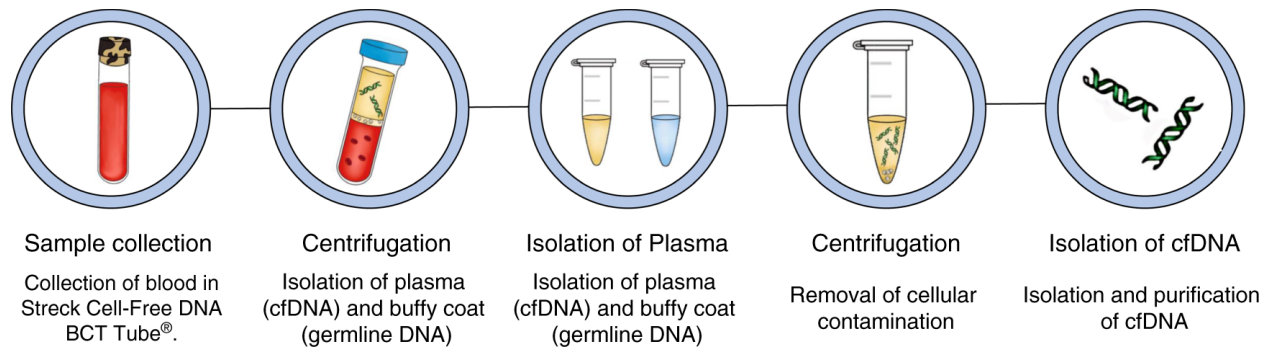 Sample collection
Collection of blood in
Streck Cell-Free DNA
BCT Tube®.
Centrifugation
Isolation of plasma
(cfDNA) and buffy coat
(germline DNA)
Isolation of Plasma
Isolation of plasma
(cfDNA) and buffy coat
(germline DNA)
Centrifugation
Removal of cellular
contamination
Isolation of cfDNA
Isolation and purification
of cfDNA